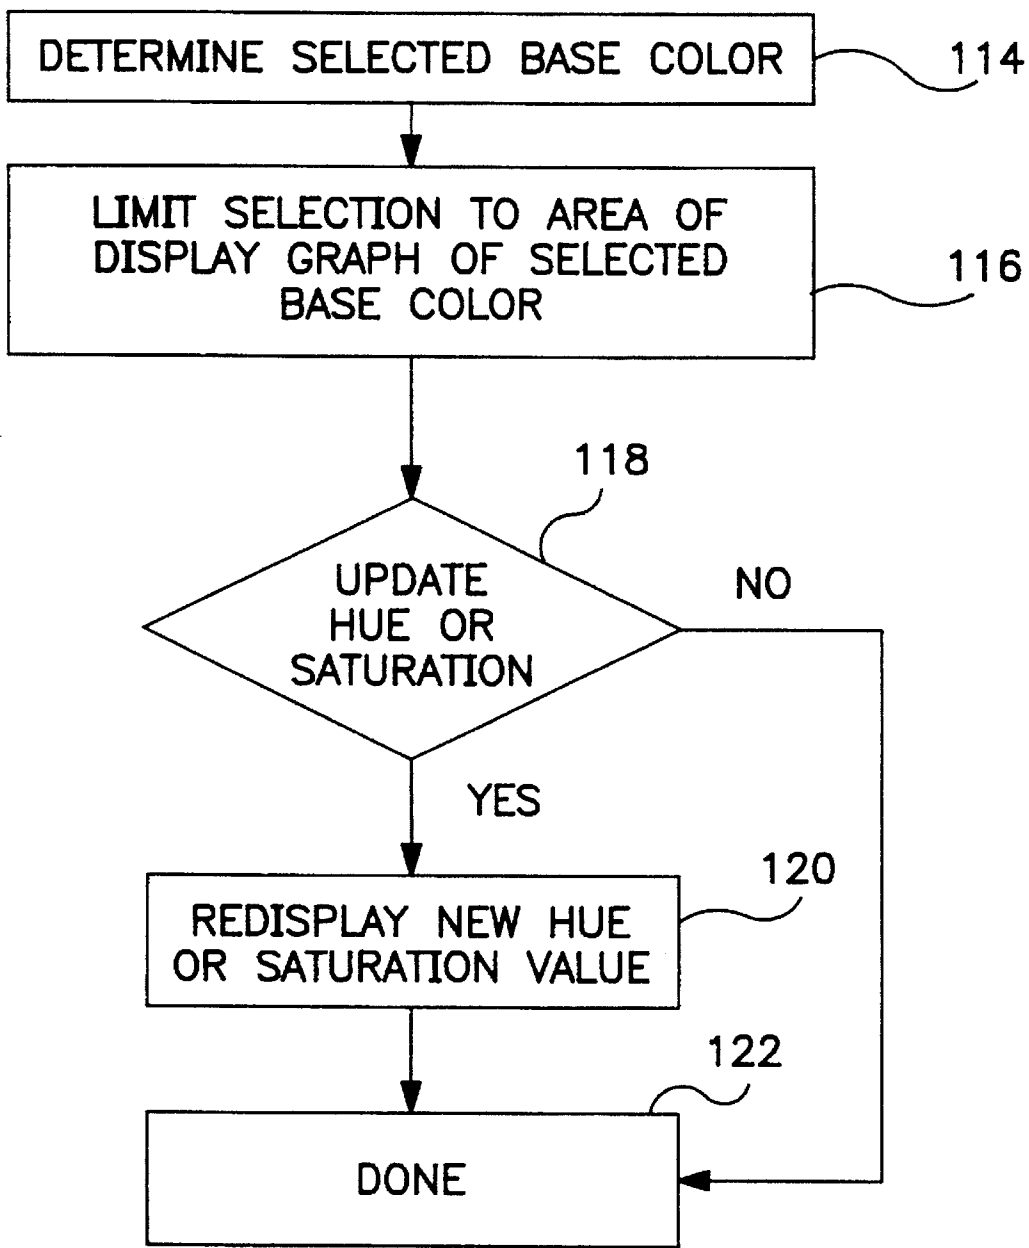 DETERMINE SELECTED BASE COLOR
114
LIMIT SELECTION TO AREA OF
DISPLAY GRAPH OF SELECTED
BASE COLOR
116
118
UPDATE
HUE OR
SATURATION
NO
YES
120
REDISPLAY NEW HUE
OR SATURATION VALUE
122
DONE